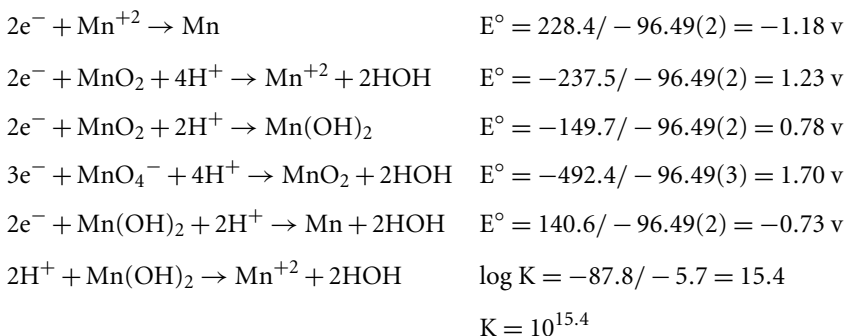 2e⁻ + Mn⁺² → Mn E° = 228.4/ − 96.49(2) = −1.18 v
2e⁻ + MnO₂ + 4H⁺ → Mn⁺² + 2HOH E° = −237.5/ − 96.49(2) = 1.23 v
2e⁻ + MnO₂ + 2H⁺ → Mn(OH)₂ E° = −149.7/ − 96.49(2) = 0.78 v
3e⁻ + MnO₄⁻ + 4H⁺ → MnO₂ + 2HOH E° = −492.4/ − 96.49(3) = 1.70 v
2e⁻ + Mn(OH)₂ + 2H⁺ → Mn + 2HOH E° = 140.6/ − 96.49(2) = −0.73 v
2H⁺ + Mn(OH)₂ → Mn⁺² + 2HOH log K = −87.8/ − 5.7 = 15.4
K = 10¹⁵·⁴